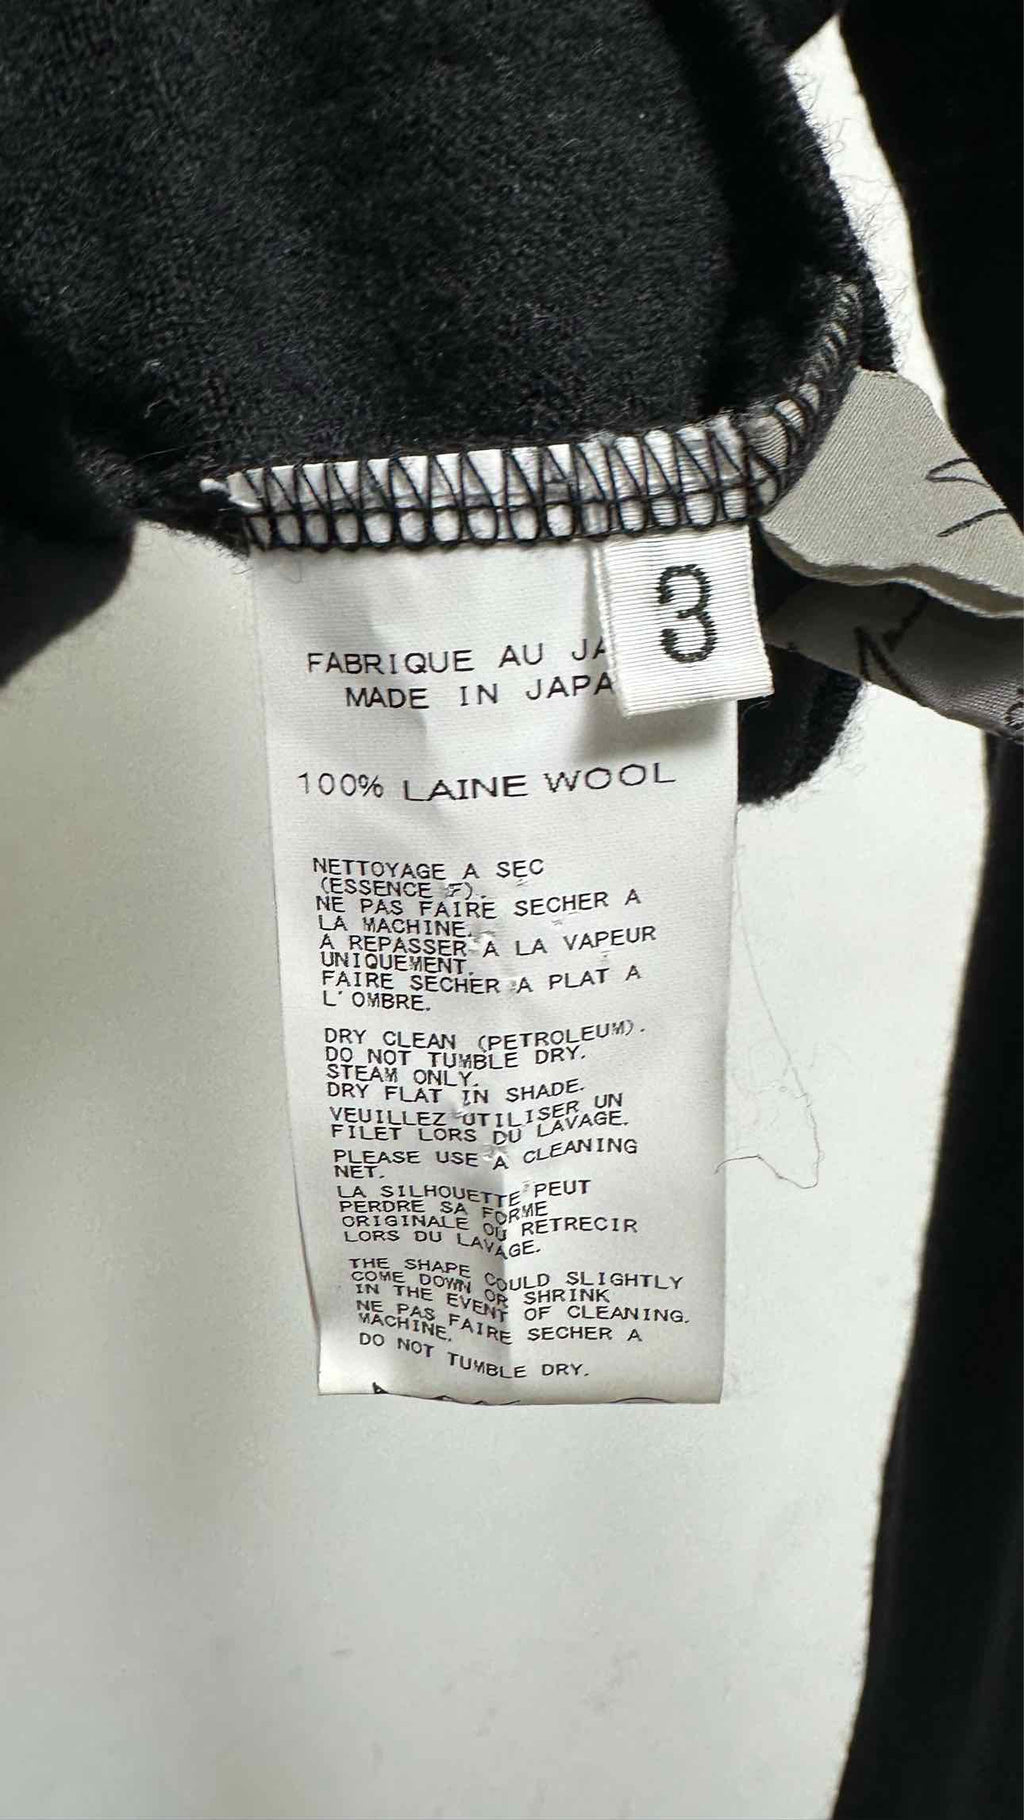 3
FABRIQUE AU JA
MADE IN JAPA
100% LAINE WOOL
NETTOYAGE A SEC
(ESSENCE F).
NE PAS FAIRE SECHER A
LA MACHINE.
A REPASSER A LA VAPEUR
UNIQUEMENT.
FAIRE SECHER A PLAT A
L'OMBRE.
DRY CLEAN (PETROLEUM).
DO NOT TUMBLE DRY.
STEAM ONLY.
DRY FLAT IN SHADE.
VEUILLEZ UTILISER UN
FILET LORS DU LAVAGE.
PLEASE USE A CLEANING
NET.
LA SILHOUETTE PEUT
PERDRE SA FORME
ORIGINALE OU RETRECIR
LORS DU LAVAGE.
THE SHAPE COULD SLIGHTLY
COME DOWN OR SHRINK
IN THE EVENT OF CLEANING.
NE PAS FAIRE SECHER A
MACHINE.
DO NOT TUMBLE DRY.